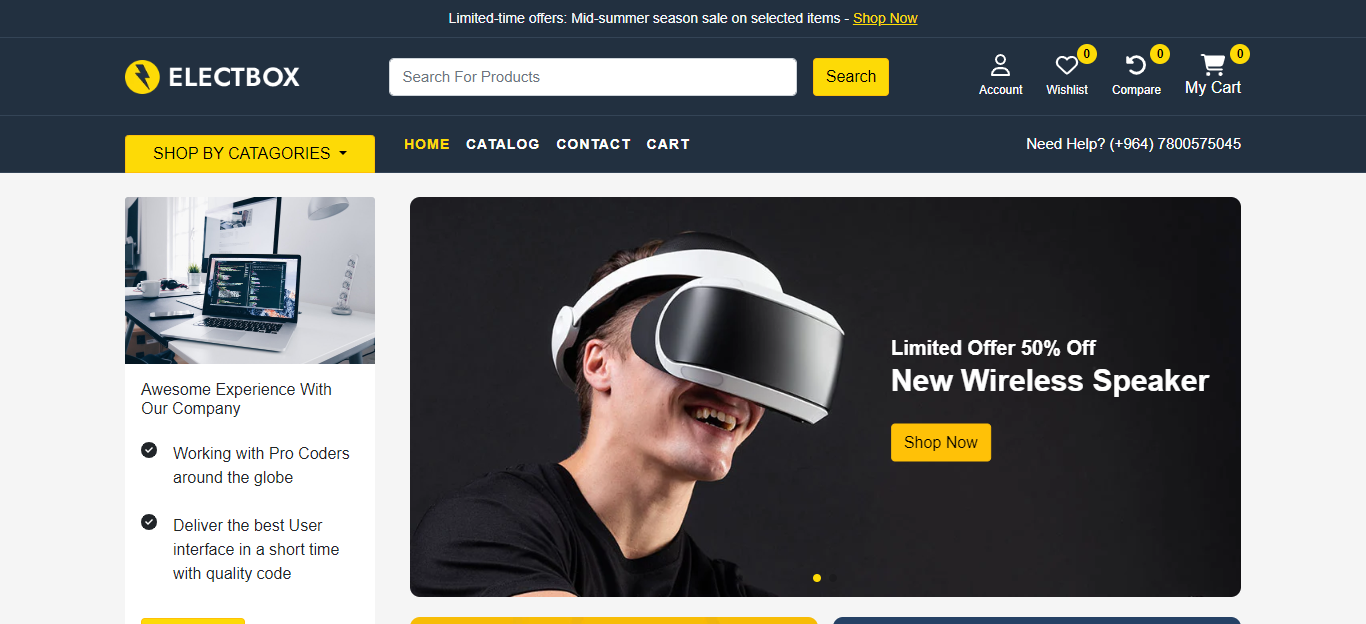 Limited-time offers: Mid-summer season sale on selected items - Shop Now
ELECTBOX
Search For Products
Search
0
Account
0
Wishlist
0
Compare
My Cart
SHOP BY CATAGORIES
HOME
CATALOG
CONTACT
CART
Need Help? (+964) 7800575045
Awesome Experience With
Our Company
Working with Pro Coders
around the globe
Deliver the best User
interface in a short time
with quality code
Limited Offer 50% Off
New Wireless Speaker
Shop Now